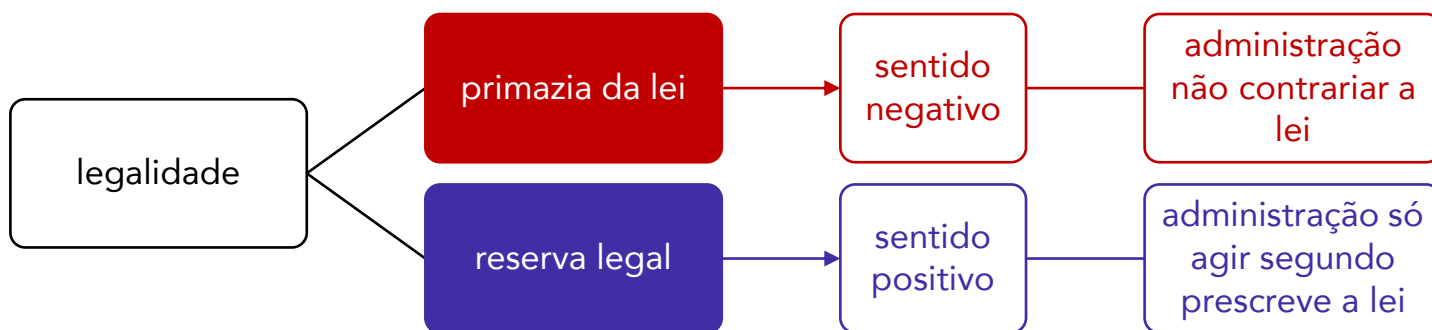 legalidade
primazia da lei
sentido
negativo
administração
não contrariar a
lei
reserva legal
sentido
positivo
administração só
agir segundo
prescreve a lei